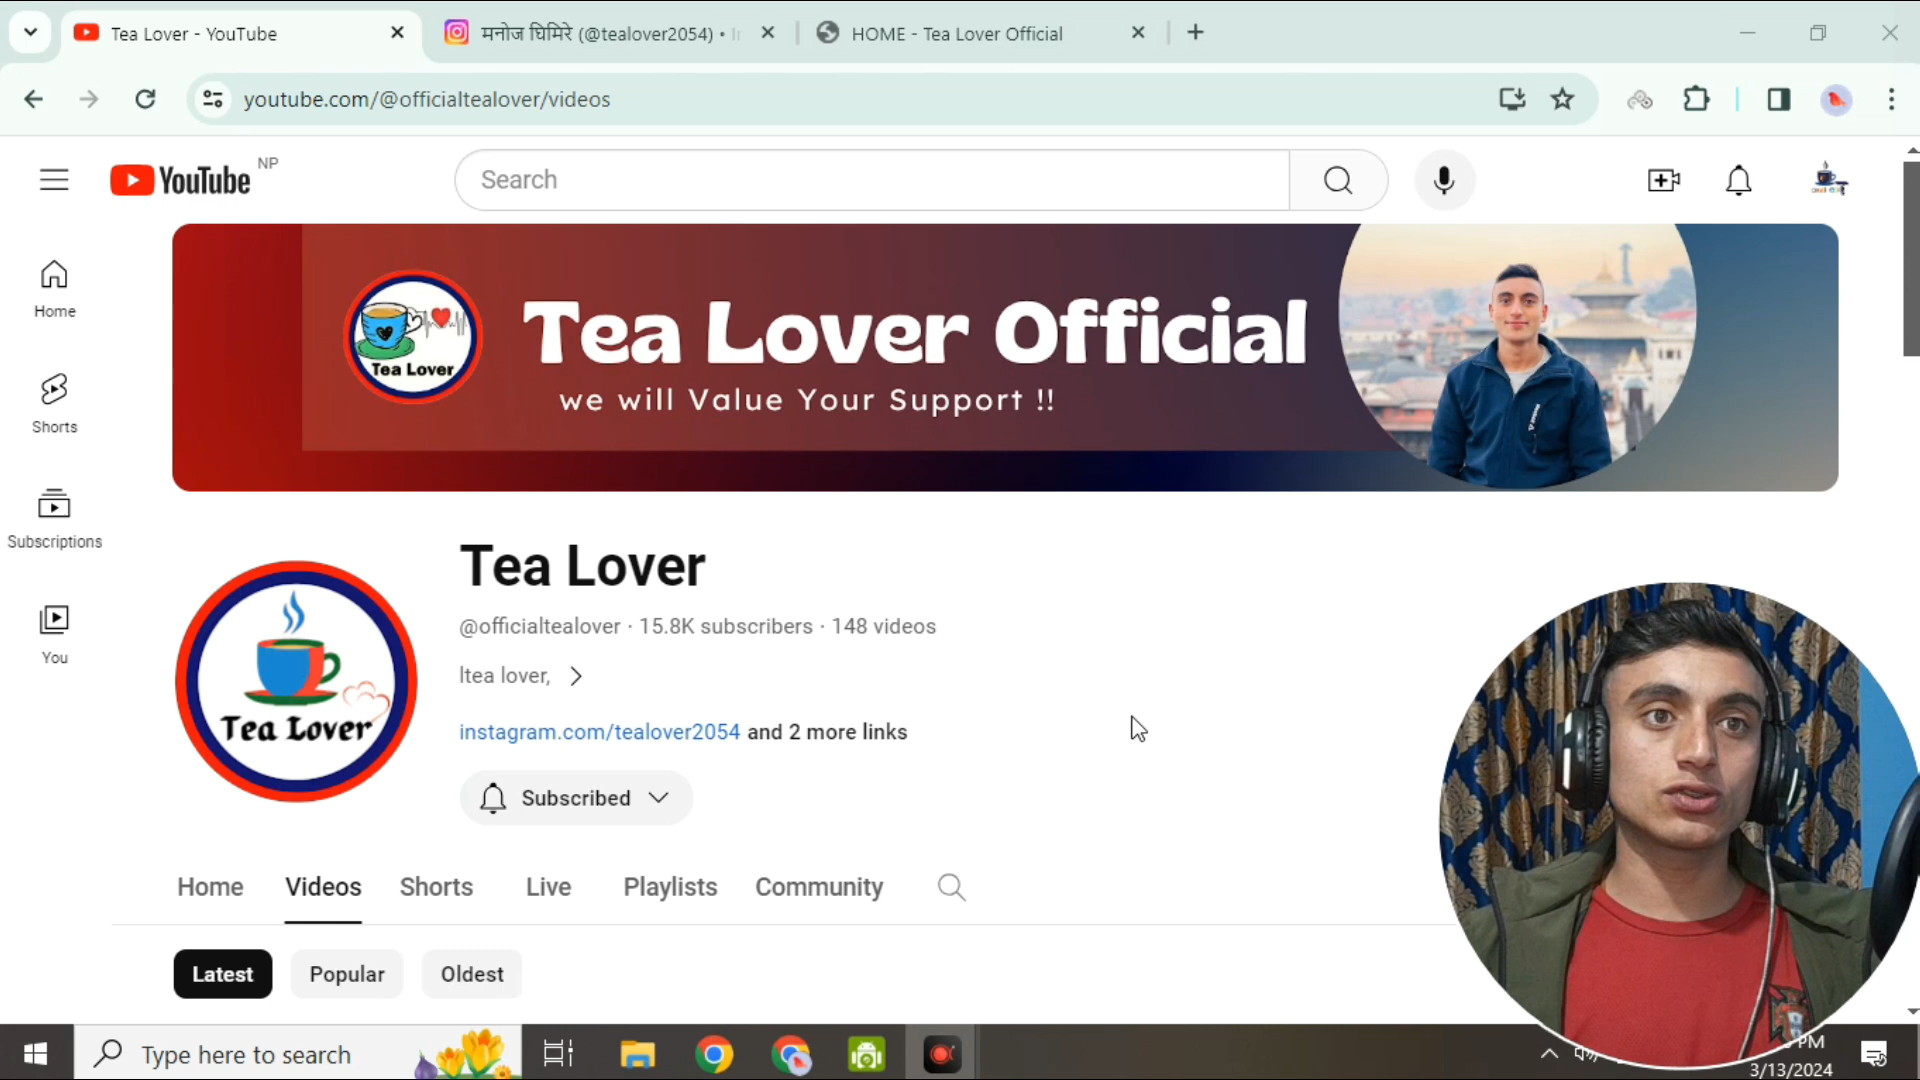 Tea Lover - YouTube
मनोज घिमिरे (@tealover2054) •
HOME - Tea Lover Official
youtube.com/@officialtealover/videos
YouTube NP
Search
Tea Lover
Tea Lover Official
we will Value Your Support !!
Home
Shorts
Subscriptions
You
Tea Lover
Tea Lover
@officialtealover · 15.8K subscribers · 148 videos
ltea lover,
instagram.com/tealover2054 and 2 more links
Subscribed
Home Videos Shorts Live Playlists Community
Latest Popular Oldest
Type here to search
PM
3/13/2024